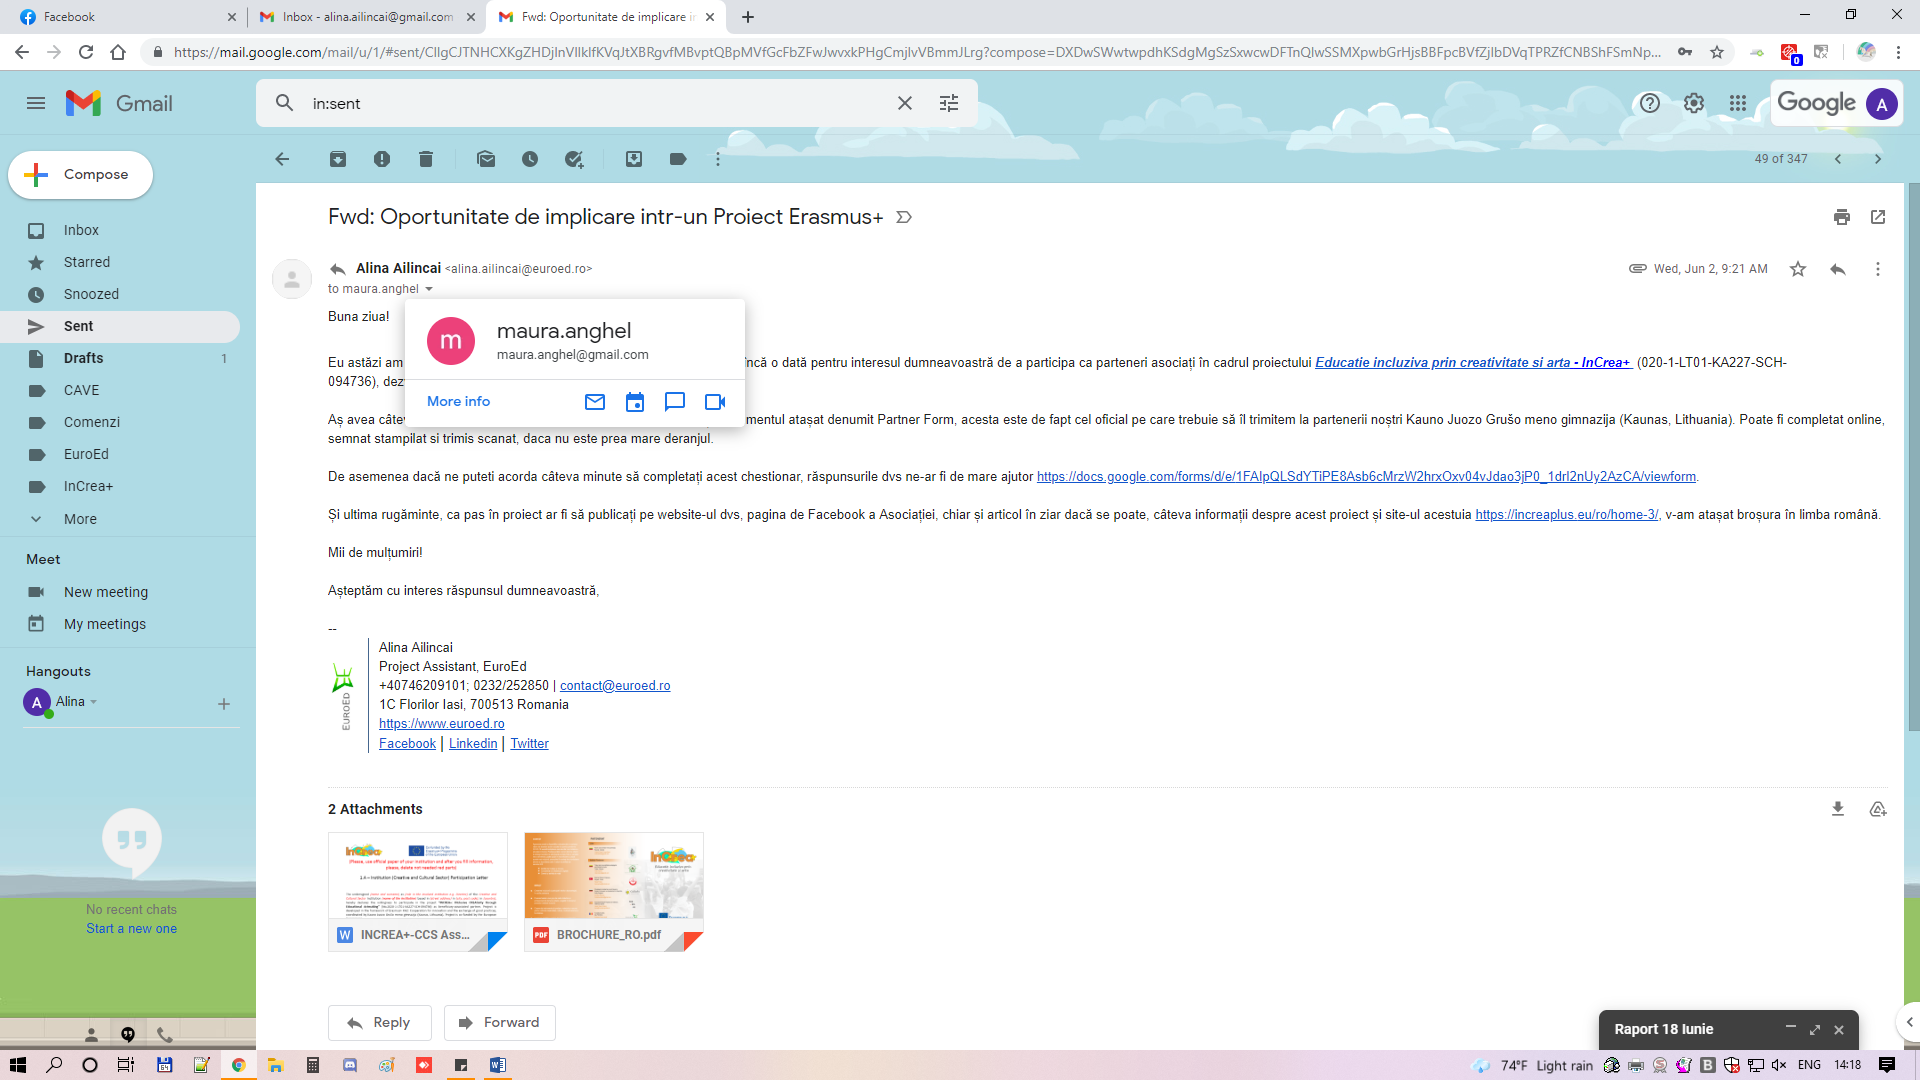 Facebook
Inbox - alina.ailincai@gmail.com
Fwd: Oportunitate de implicare in
https://mail.google.com/mail/u/1/#sent/
Gmail
in:sent
Google
A
Compose
49 of 347
Inbox
Starred
Snoozed
Sent
Drafts 1
CAVE
Comenzi
EuroEd
InCrea+
More
Meet
New meeting
My meetings
Hangouts
A Alina
No recent chats
Start a new one
Fwd: Oportunitate de implicare intr-un Proiect Erasmus+
Alina Ailincai <alina.ailincai@euroed.ro>
Wed, Jun 2, 9:21 AM
to maura.anghel
Buna ziua!
m
maura.anghel
maura.anghel@gmail.com
More info
Eu astăzi am
încă o dată pentru interesul dumneavoastră de a participa ca parteneri asociați în cadrul proiectului Educatie incluziva prin creativitate si arta - InCrea+ (020-1-LT01-KA227-SCH-
094736), dez
Aș avea câtev
mentul atașat denumit Partner Form, acesta este de fapt cel oficial pe care trebuie să îl trimitem la partenerii noștri Kauno Juozo Grušo meno gimnazija (Kaunas, Lithuania). Poate fi completat online,
semnat stampilat si trimis scanat, daca nu este prea mare deranjul.
De asemenea dacă ne puteti acorda câteva minute să completați acest chestionar, răspunsurile dvs ne-ar fi de mare ajutor https://docs.google.com/forms/d/e/1FAIpQLSdYTiPE8Asb6cMrzW2hrxOxv04vJdao3jP0_1drI2nUy2AzCA/viewform.
Și ultima rugăminte, ca pas în proiect ar fi să publicați pe website-ul dvs, pagina de Facebook a Asociației, chiar și articol în ziar dacă se poate, câteva informații despre acest proiect și site-ul acestuia https://increaplus.eu/ro/home-3/, v-am atașat broșura în limba română.
Mii de mulțumiri!
Așteptăm cu interes răspunsul dumneavoastră,
--
EUROED
Alina Ailincai
Project Assistant, EuroEd
+40746209101; 0232/252850 | contact@euroed.ro
1C Florilor Iasi, 700513 Romania
https://www.euroed.ro
Facebook | Linkedin | Twitter
2 Attachments
InCrea
2.A – Institution (Creative and Cultural Sector) Participation Letter
W INCREA+-CCS Ass...
InCrea
PDF BROCHURE_RO.pdf
Reply
Forward
Raport 18 Iunie
74°F Light rain
ENG
14:18